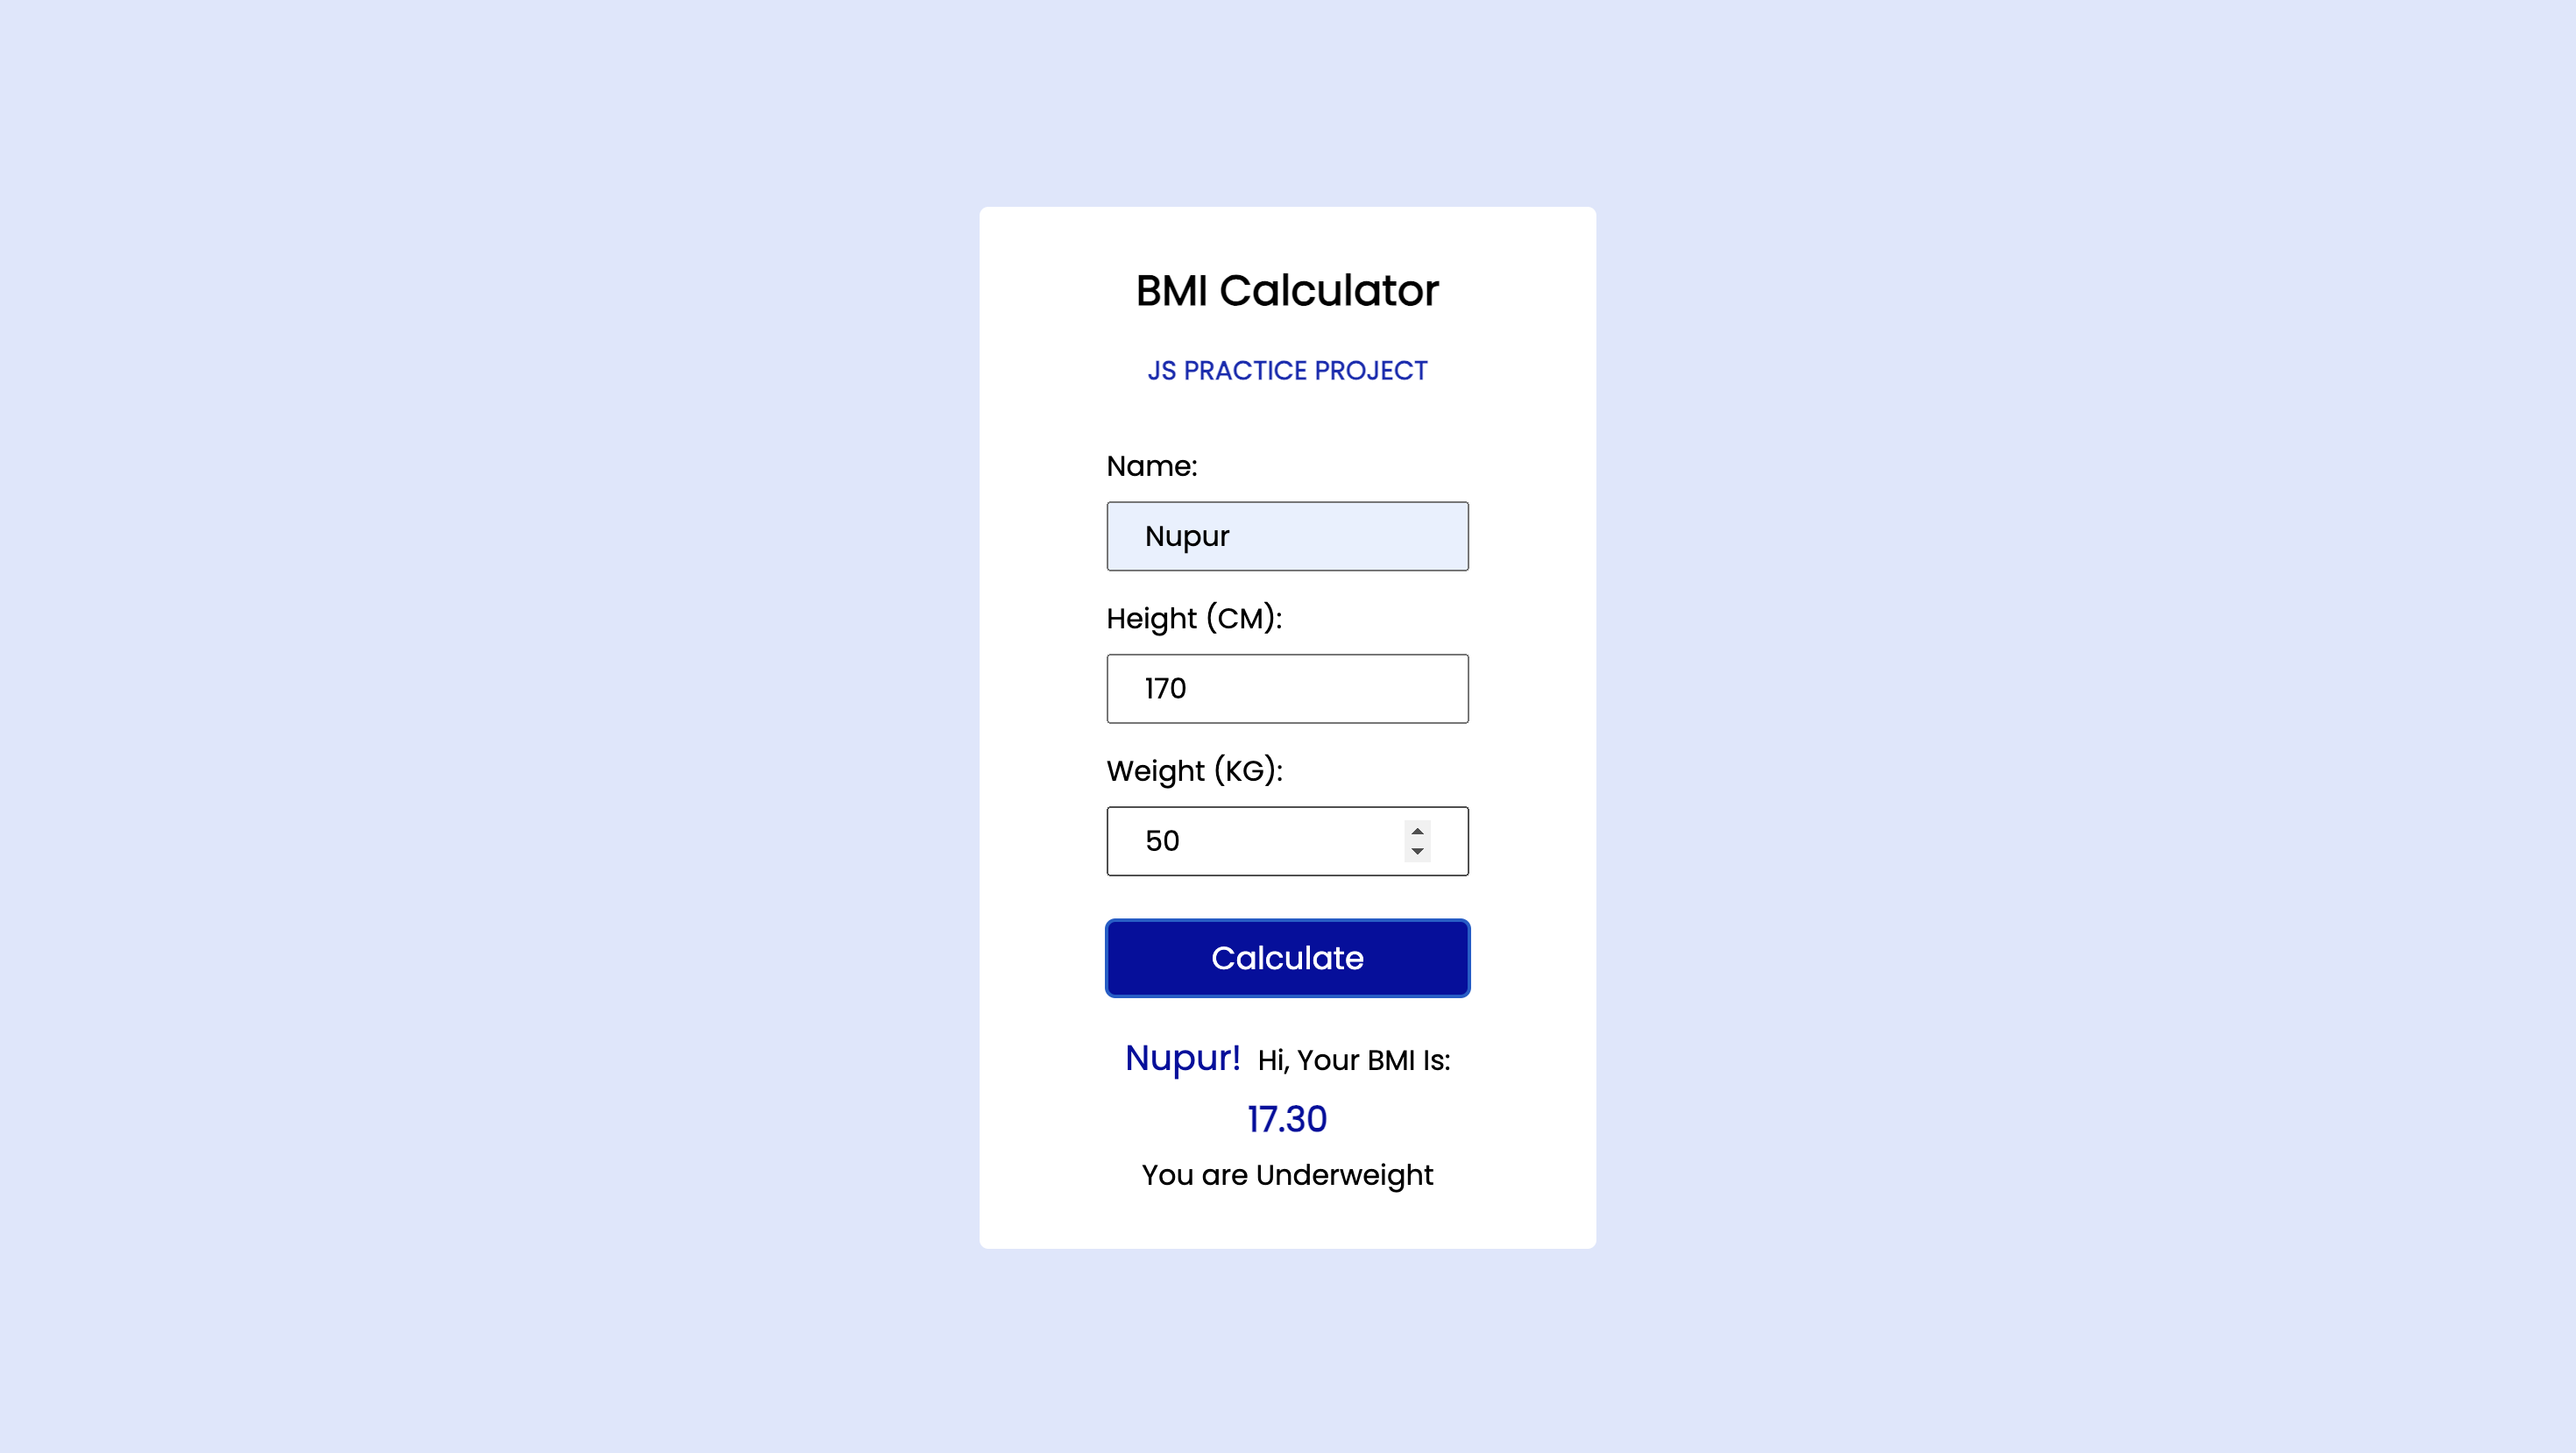 BMI Calculator
JS PRACTICE PROJECT
Name:
Nupur
Height (CM):
170
Weight (KG):
50
Calculate
Nupur! Hi, Your BMI Is:
17.30
You are Underweight